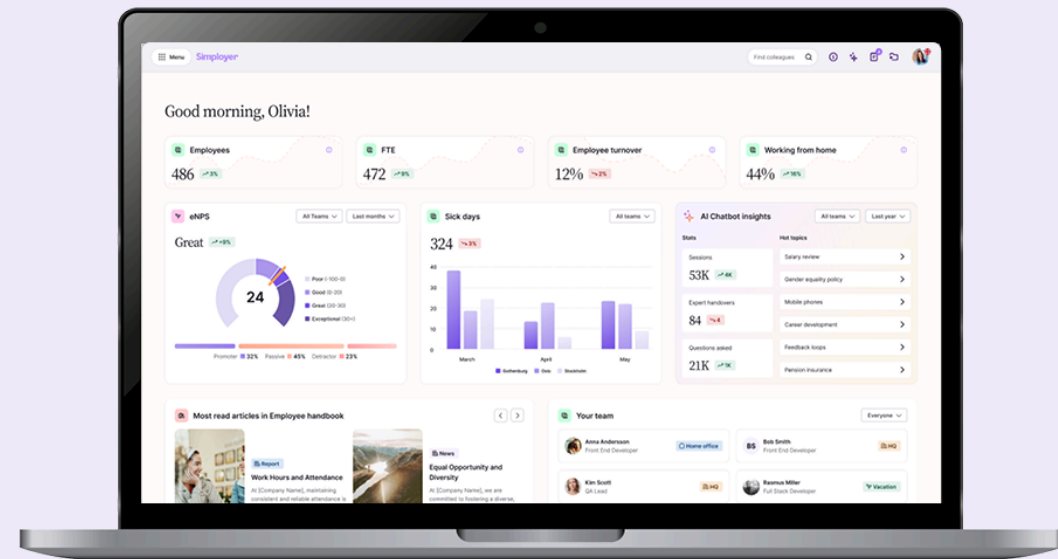 Menu Simployer
Find colleagues
Good morning, Olivia!
Employees
486 3%
FTE
472 9%
Employee turnover
12% 2%
Working from home
44% 16%
eNPS
All Teams
Last months
Great +8%
24
Poor (-100-0)
Good (0-20)
Great (20-30)
Exceptional (30+)
Promoter 32% Passive 45% Detractor 23%
Sick days
All teams
324 3%
40
30
20
10
0
March April May
Gothenburg Oslo Stockholm
AI Chatbot insights
All teams
Last year
Stats
Sessions
53K 4K
Expert handovers
84 4
Questions asked
21K 1K
Hot topics
Salary review
Gender equality policy
Mobile phones
Career development
Feedback loops
Pension insurance
Most read articles in Employee handbook
Report
Work Hours and Attendance
At [Company Name], maintaining
consistent and reliable attendance is
News
Equal Opportunity and
Diversity
At [Company Name], we are
committed to fostering a diverse,
Your team
Everyone
Anna Andersson
Front End Developer
Home office
BS
Bob Smith
Front End Developer
HQ
Kim Scott
QA Lead
HQ
Rasmus Miller
Full Stack Developer
Vacation